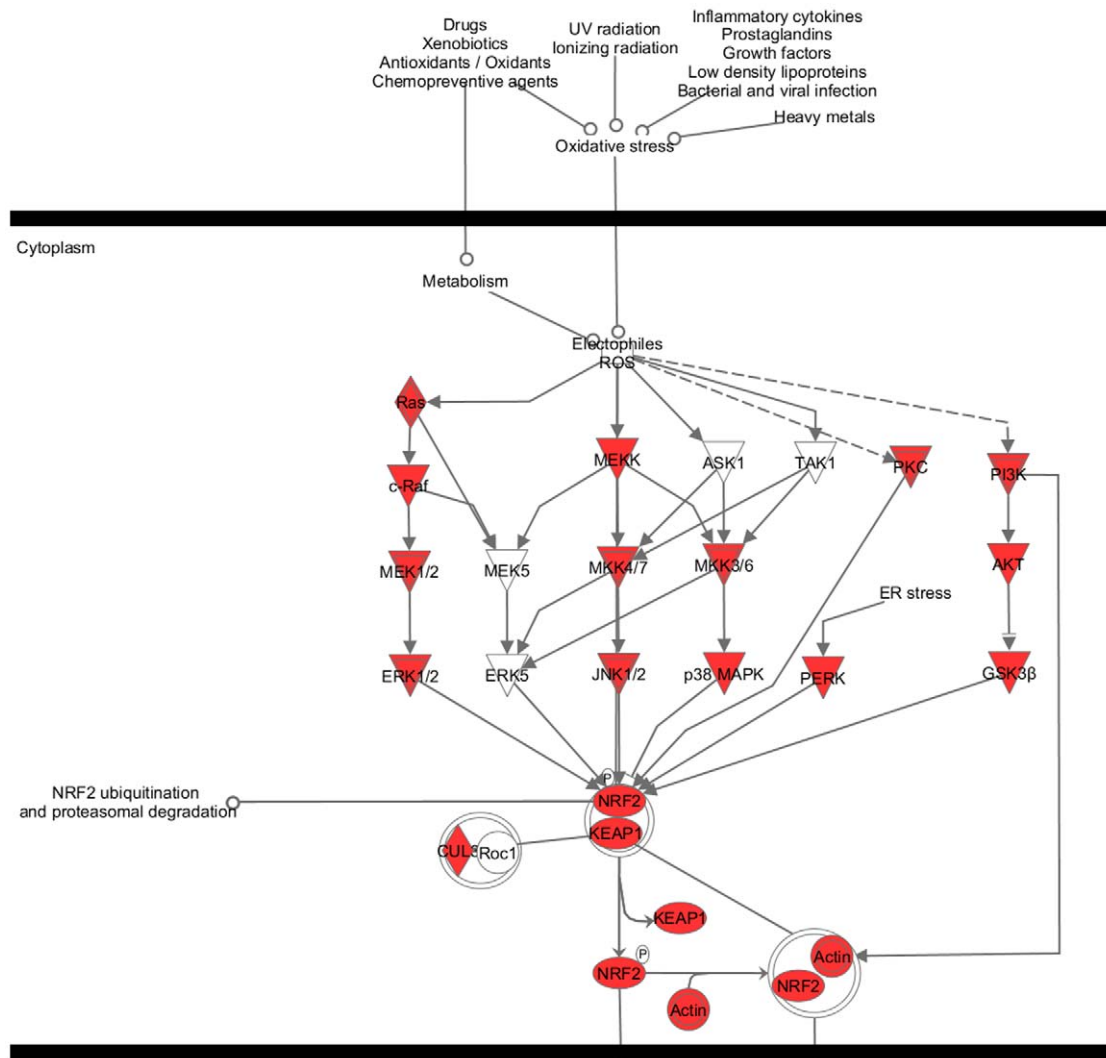 Drugs
Xenobiotics
Antioxidants / Oxidants
Chemopreventive agents
UV radiation
Ionizing radiation
Inflammatory cytokines
Prostaglandins
Growth factors
Low density lipoproteins
Bacterial and viral infection
Heavy metals
Oxidative stress
Cytoplasm
Metabolism
Electophiles
ROS
Ras
MEKK
ASK1
TAK1
PKC
PI3K
c-Raf
MEK1/2
MEK5
MKK4/7
MKK3/6
AKT
ER stress
ERK1/2
ERK5
JNK1/2
p38 MAPK
PERK
GSK3β
P
NRF2
KEAP1
NRF2 ubiquitination
and proteasomal degradation
CUL3
Roc1
KEAP1
P
NRF2
Actin
Actin
NRF2